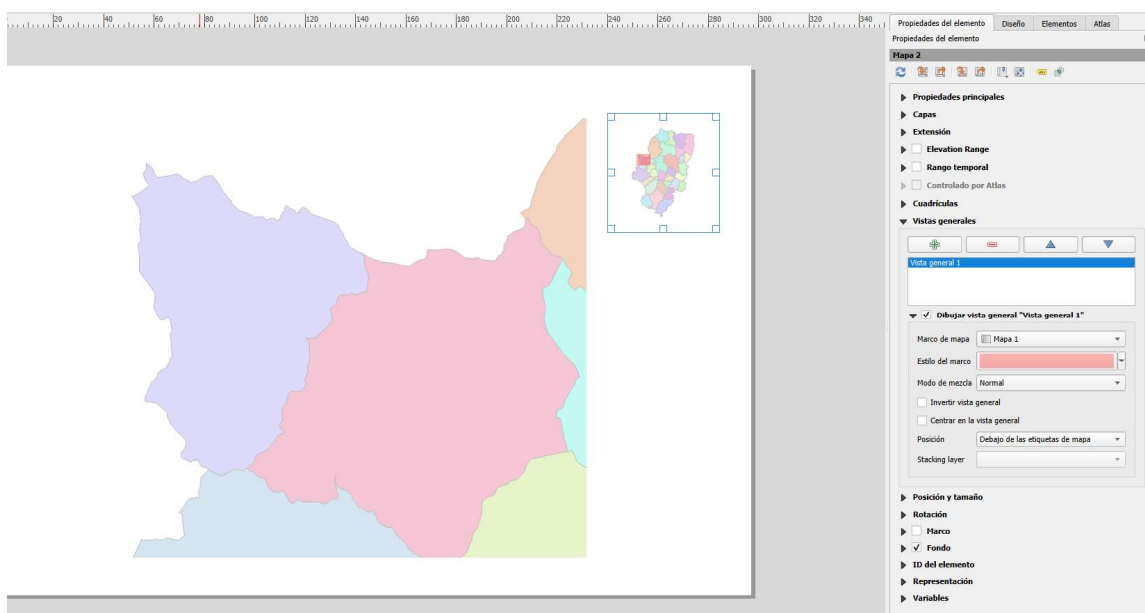 20 40 60 80 100 120 140 160 180 200 220 240 260 280 300 320 340
Propiedades del elemento Diseño Elementos Atlas
Propiedades del elemento
Mapa 2
Propiedades principales
Capas
Extensión
Elevation Range
Rango temporal
Controlado por Atlas
Cuadrículas
Vistas generales
Vista general 1
Dibujar vista general "Vista general 1"
Marco de mapa Mapa 1
Estilo del marco
Modo de mezcla Normal
Invertir vista general
Centrar en la vista general
Posición Debajo de las etiquetas de mapa
Stacking layer
Posición y tamaño
Rotación
Marco
Fondo
ID del elemento
Representación
Variables